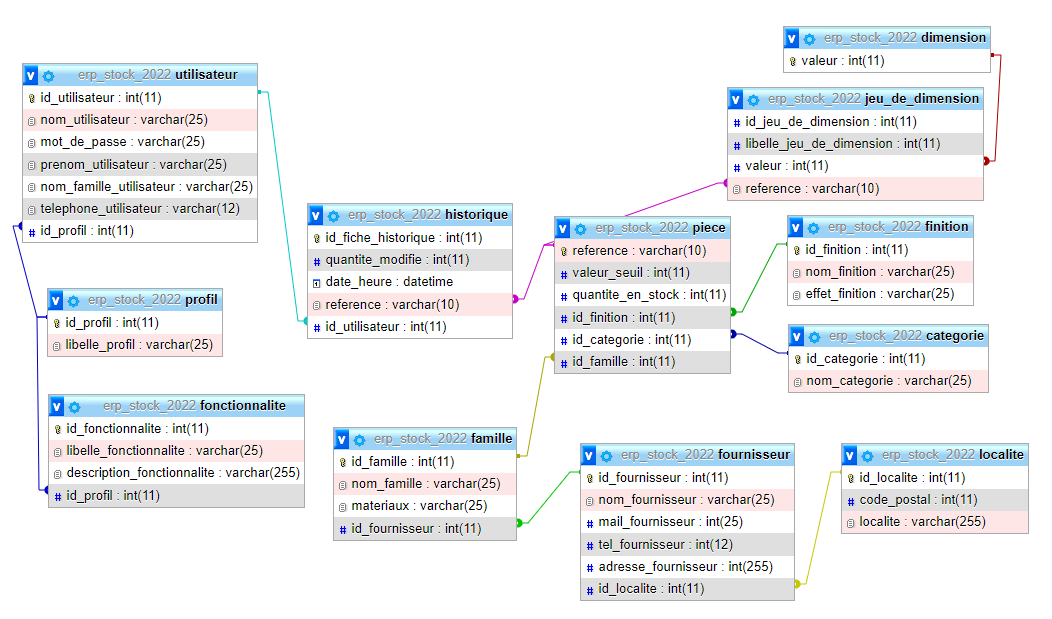 erp_stock_2022 dimension
valeur : int(11)
erp_stock_2022 utilisateur
id_utilisateur : int(11)
nom_utilisateur : varchar(25)
mot_de_passe : varchar(25)
prenom_utilisateur : varchar(25)
nom_famille_utilisateur : varchar(25)
telephone_utilisateur : varchar(12)
id_profil : int(11)
erp_stock_2022 jeu_de_dimension
id_jeu_de_dimension : int(11)
libelle_jeu_de_dimension : int(11)
valeur : int(11)
reference : varchar(10)
erp_stock_2022 historique
id_fiche_historique : int(11)
quantite_modifie : int(11)
date_heure : datetime
reference : varchar(10)
id_utilisateur : int(11)
erp_stock_2022 piece
reference : varchar(10)
valeur_seuil : int(11)
quantite_en_stock : int(11)
id_finition : int(11)
id_categorie : int(11)
id_famille : int(11)
erp_stock_2022 finition
id_finition : int(11)
nom_finition : varchar(25)
effet_finition : varchar(25)
erp_stock_2022 profil
id_profil : int(11)
libelle_profil : varchar(25)
erp_stock_2022 categorie
id_categorie : int(11)
nom_categorie : varchar(25)
erp_stock_2022 fonctionnalite
id_fonctionnalite : int(11)
libelle_fonctionnalite : varchar(25)
description_fonctionnalite : varchar(255)
id_profil : int(11)
erp_stock_2022 famille
id_famille : int(11)
nom_famille : varchar(25)
materiaux : varchar(25)
id_fournisseur : int(11)
erp_stock_2022 fournisseur
id_fournisseur : int(11)
nom_fournisseur : varchar(25)
mail_fournisseur : int(25)
tel_fournisseur : int(12)
adresse_fournisseur : int(255)
id_localite : int(11)
erp_stock_2022 localite
id_localite : int(11)
code_postal : int(11)
localite : varchar(255)